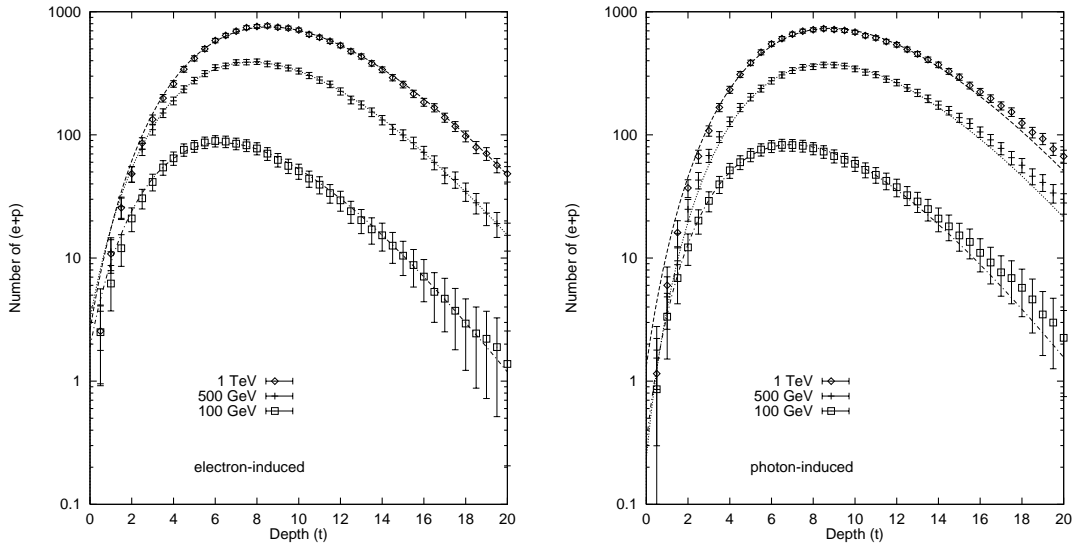 1000
100
10
1
0.1
Number of (e+p)
1 TeV
500 GeV
100 GeV
electron-induced
0 2 4 6 8 10 12 14 16 18 20
Depth (t)
1000
100
10
1
0.1
Number of (e+p)
1 TeV
500 GeV
100 GeV
photon-induced
0 2 4 6 8 10 12 14 16 18 20
Depth (t)